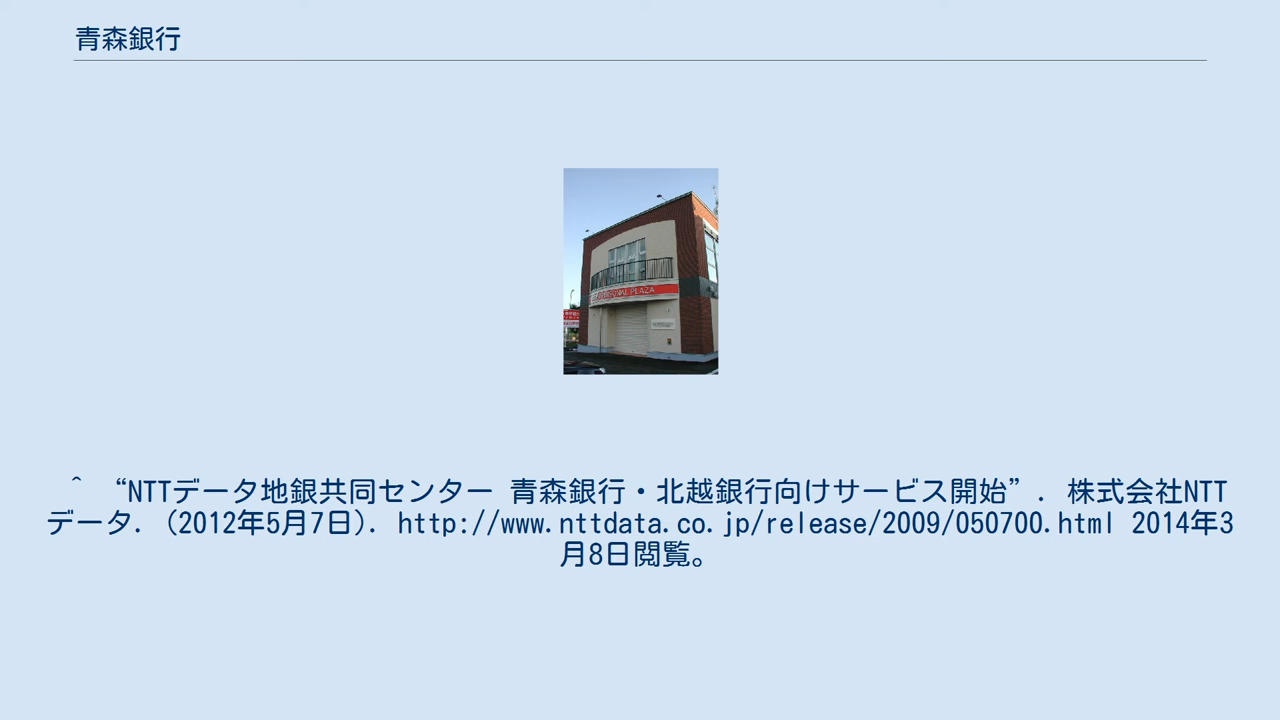 青森銀行
PLAZA
^ “NTTデータ地銀共同センター 青森銀行・北越銀行向けサービス開始”. 株式会社NTT
データ. (2012年5月7日). http://www.nttdata.co.jp/release/2009/050700.html 2014年3
月8日閲覧。